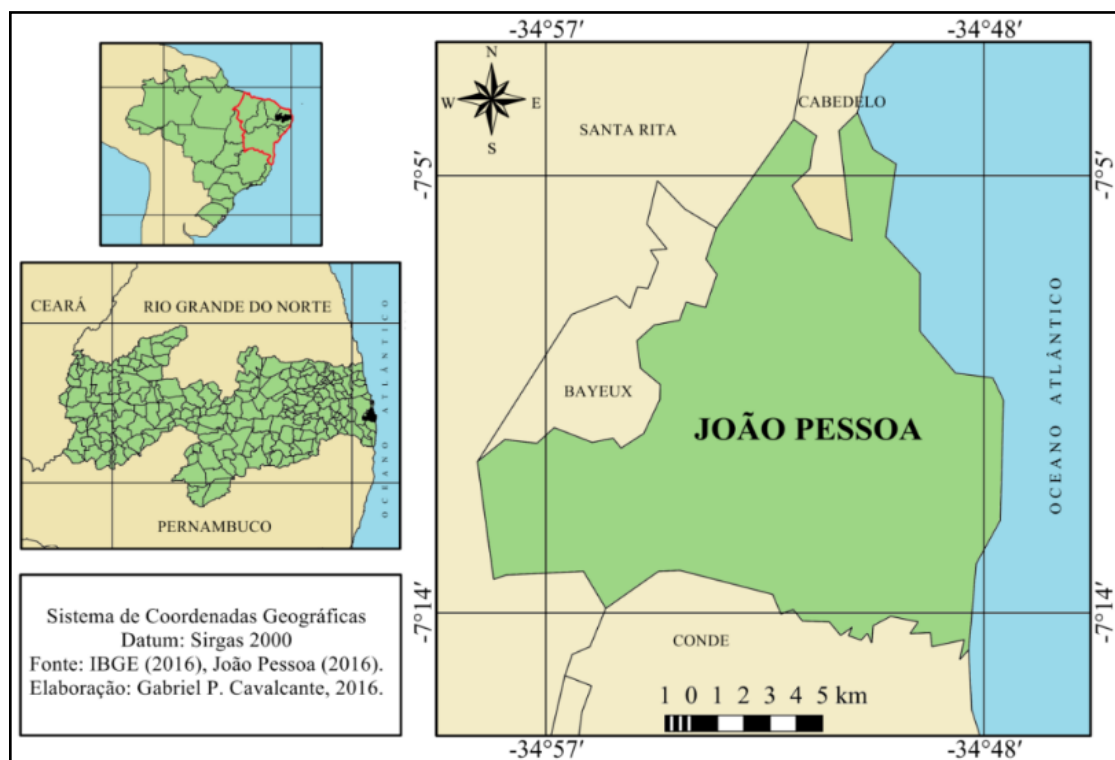 CEARÁ
RIO GRANDE DO NORTE
OCEANO ATLÂNTICO
PERNAMBUCO
Sistema de Coordenadas Geográficas
Datum: Sirgas 2000
Fonte: IBGE (2016), João Pessoa (2016).
Elaboração: Gabriel P. Cavalcante, 2016.
-34°57′
-34°48′
N
W
E
S
CABEDELO
SANTA RITA
-7°5′
-7°5′
OCEANO ATLÂNTICO
BAYEUX
JOÃO PESSOA
-7°14′
-7°14′
CONDE
1 0 1 2 3 4 5 km
-34°57′
-34°48′